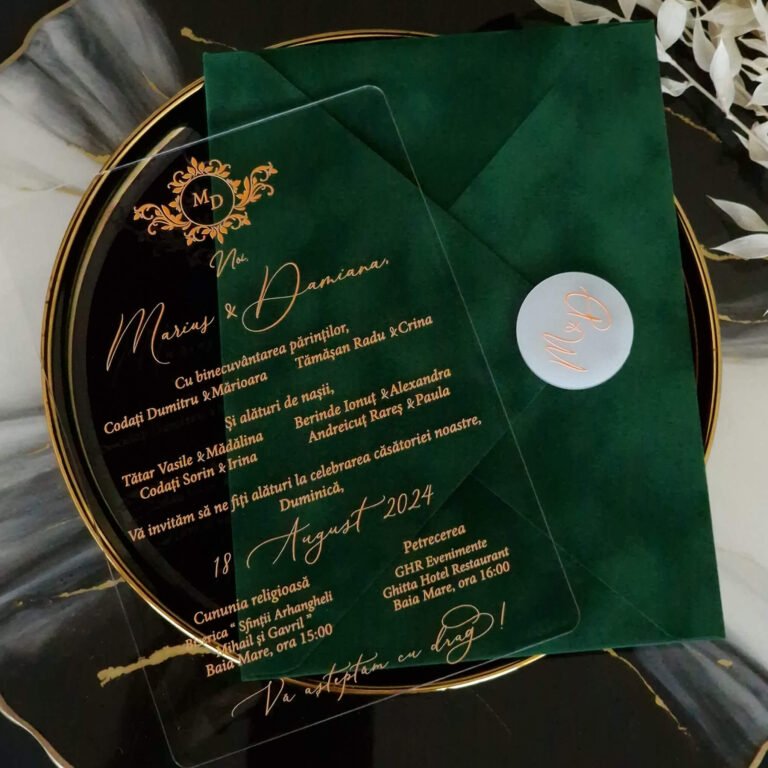 MD
Noi,
Marius & Damiana,
Cu binecuvântarea părinților,
Codați Dumitru & Mărioara Tămășan Radu & Crina
Și alături de nașii,
Tătar Vasile & Mădălina Berinde Ionuț & Alexandra
Codați Sorin & Irina Andreicuț Rareș & Paula
Vă invităm să ne fiți alături la celebrarea căsătoriei noastre,
Duminică,
18 August 2024
Cununia religioasă
Biserica " Sfinții Arhangheli
Mihail și Gavril "
Baia Mare, ora 15:00
Petrecerea
GHR Evenimente
Ghitta Hotel Restaurant
Baia Mare, ora 16:00
Vă așteptăm cu drag !
M&D